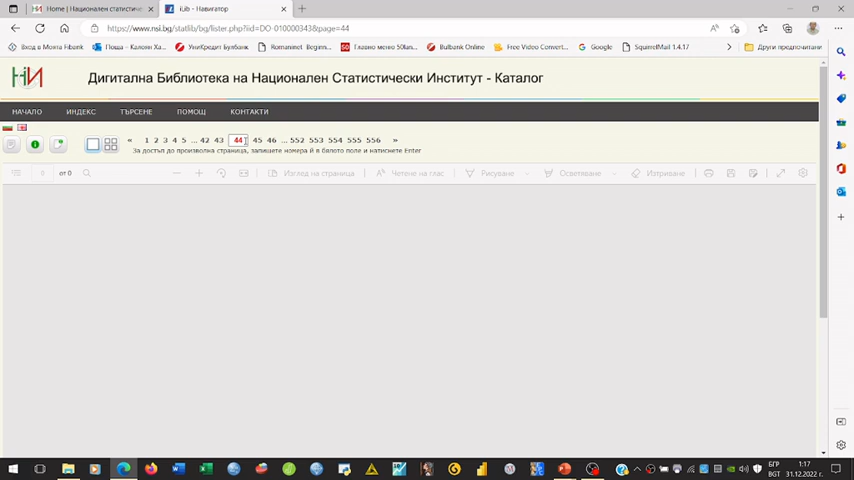 Home | Национален статистиче
iLib - Навигатор
https://www.nsi.bg/statlib/bg/lister.php?iid=DO-010000343&page=44
Вход в Моята Fibank
Поща – Калоян Ха...
УниКредит Булбанк
Romaninet Beginn...
50
Главно меню 50lan...
Bulbank Online
Free Video Convert...
Google
SquirrelMail 1.4.17
Други предпочитани
НИ
Дигитална Библиотека на Национален Статистически Институт - Каталог
НАЧАЛО ИНДЕКС ТЪРСЕНЕ ПОМОЩ КОНТАКТИ
« 1 2 3 4 5 ... 42 43 44 45 46 ... 552 553 554 555 556 »
За достъп до произволна страница, запишете номера й в бялото поле и натиснете Enter
0 от 0
Изглед на страница
Четене на глас
Рисуване
Осветяване
Изтриване
БГР 1:17
BGT 31.12.2022 г.